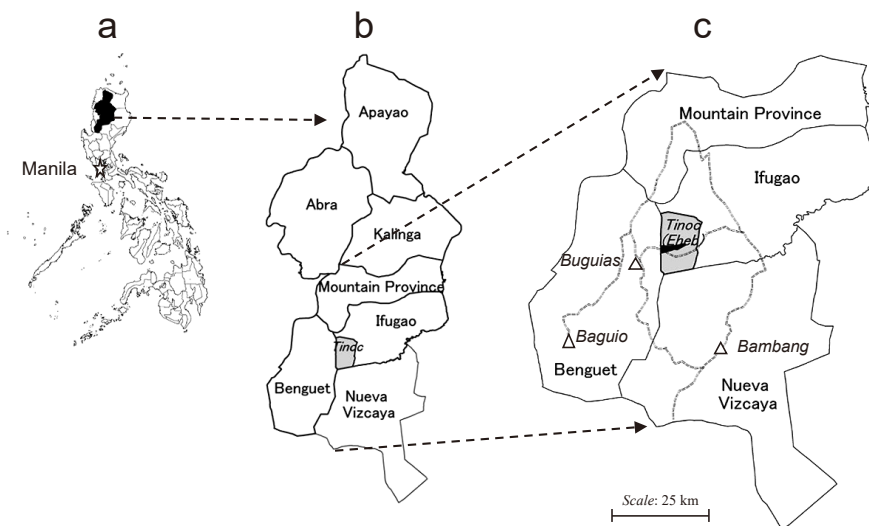 a
b
c
Manila
Apayao
Abra
Kalinga
Mountain Province
Ifugao
Tinoc
Benguet
Nueva
Vizcaya
Mountain Province
Ifugao
Tinoc
(Eheb)
Buguias
Baguio
Bambang
Benguet
Nueva
Vizcaya
Scale: 25 km